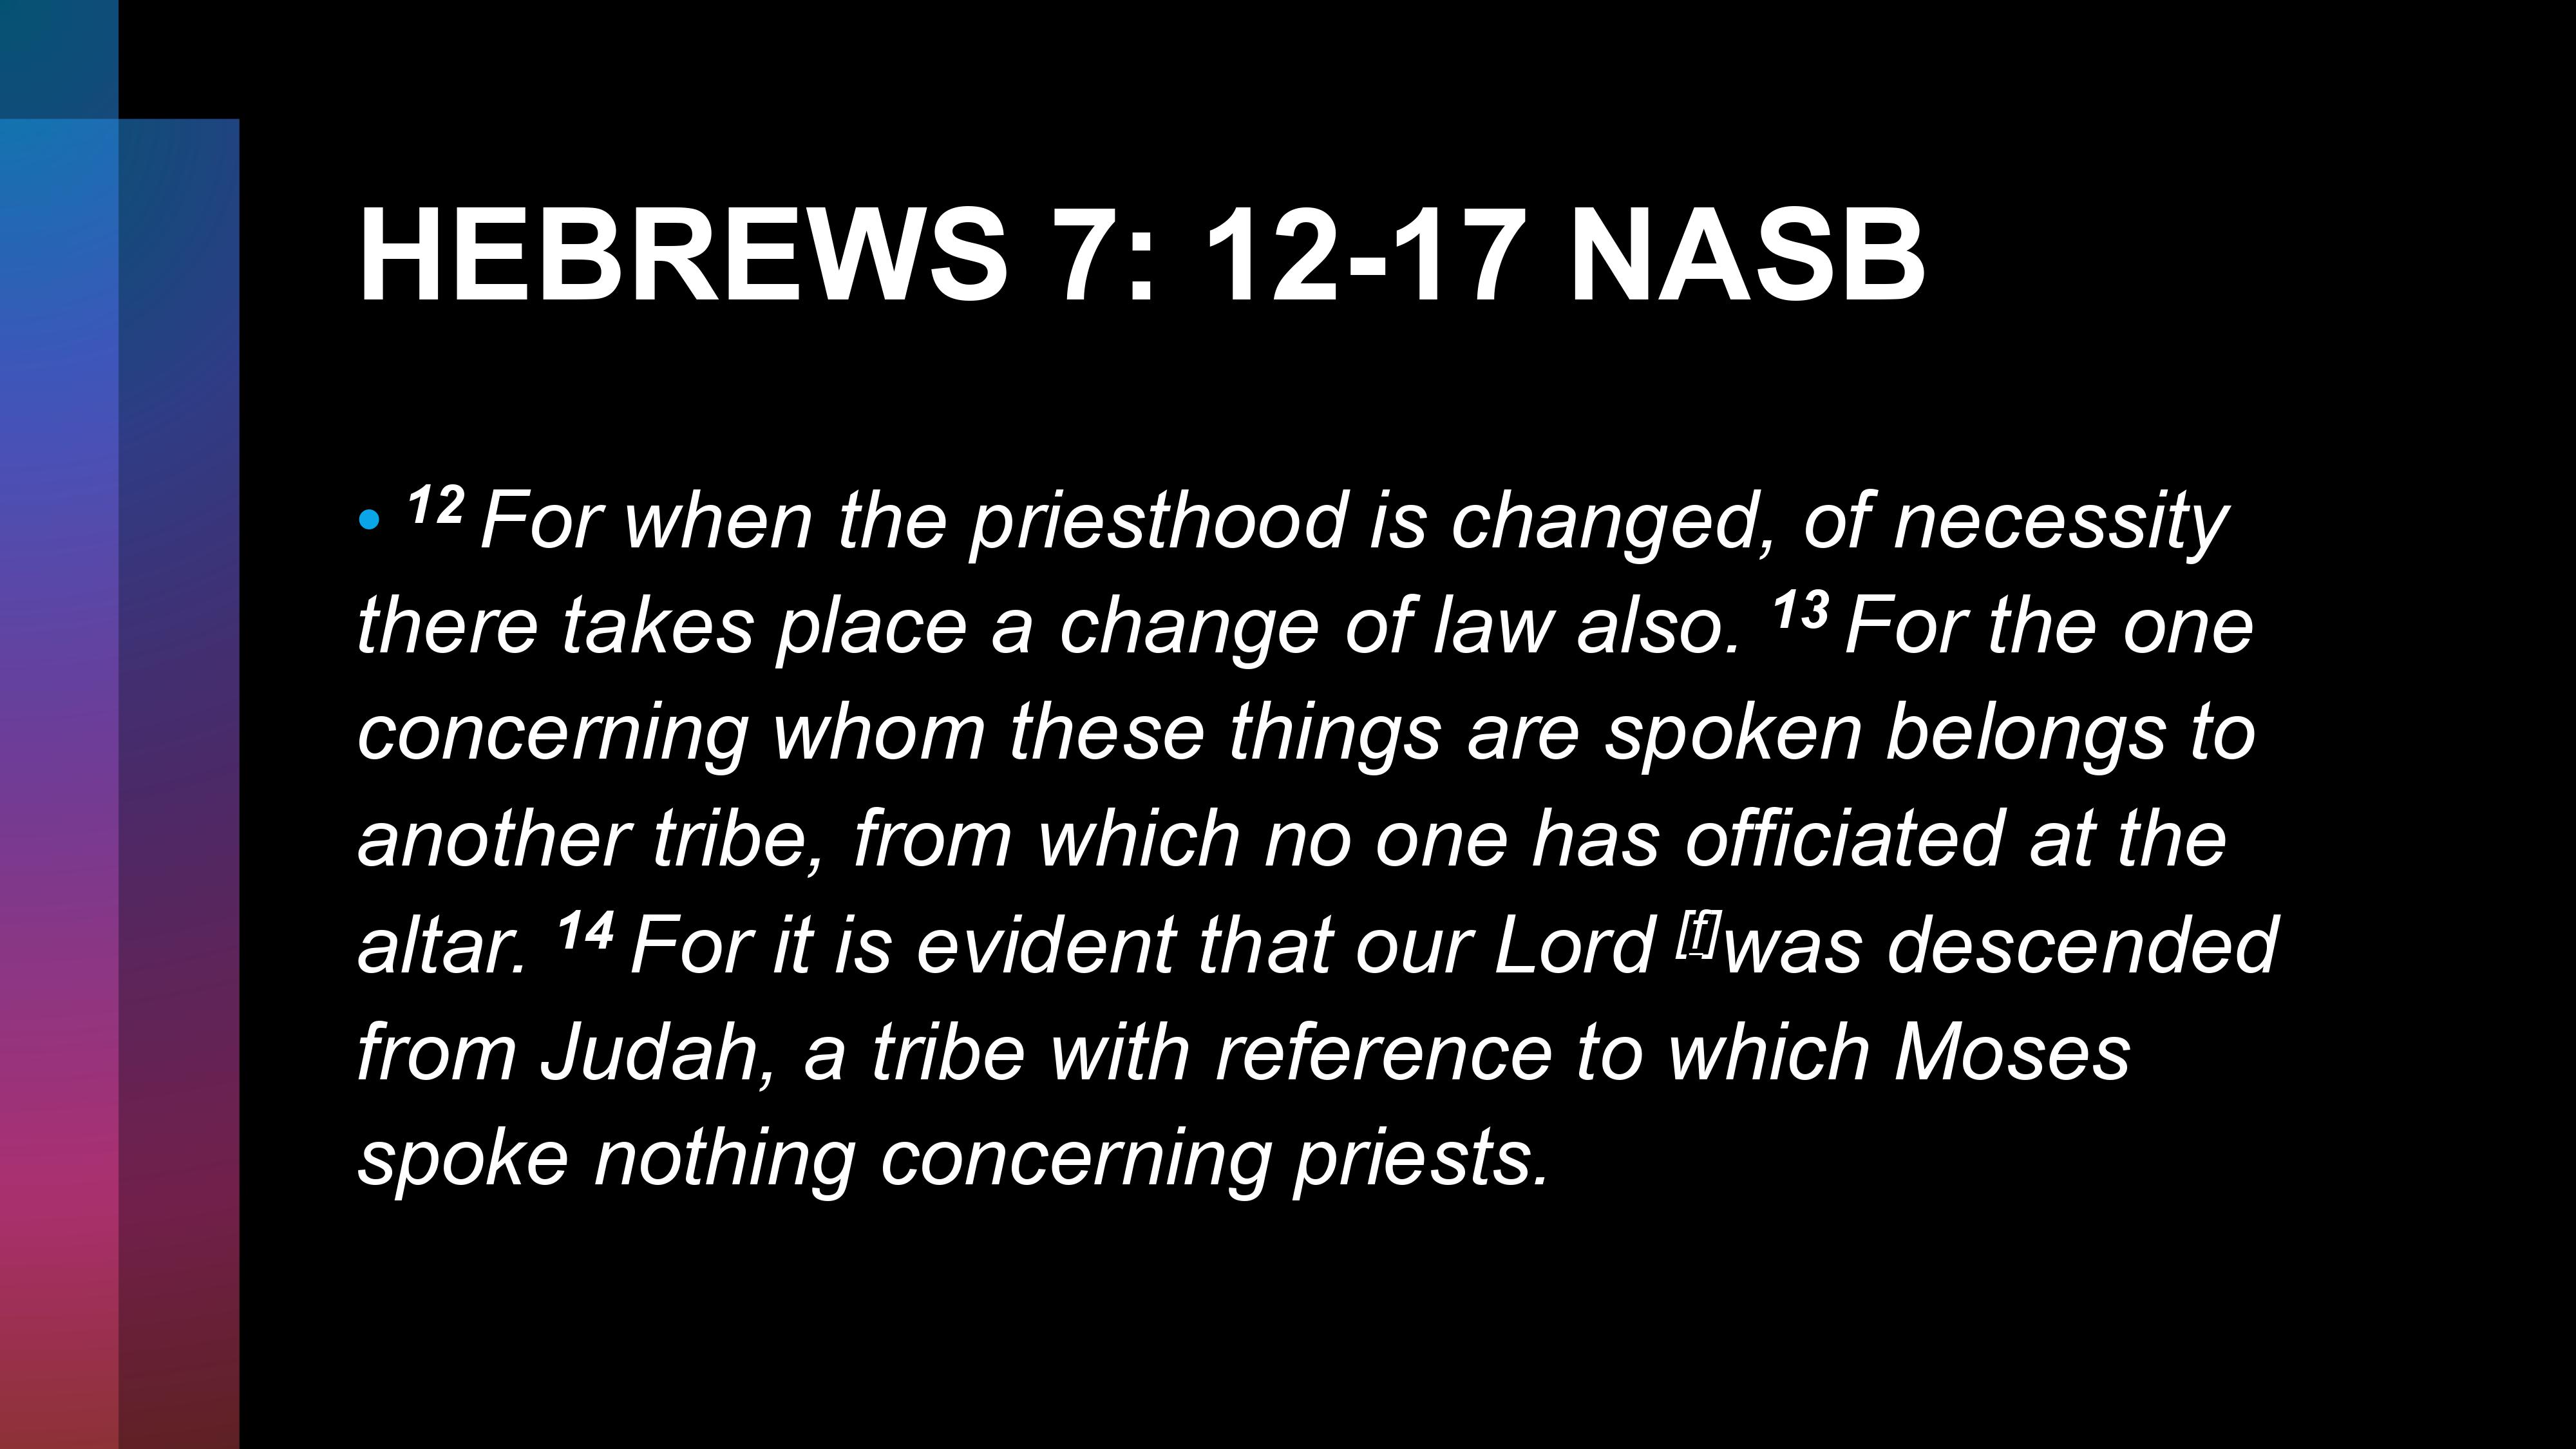 HEBREWS 7: 12-17 NASB
• 12 For when the priesthood is changed, of necessity
there takes place a change of law also. 13 For the one
concerning whom these things are spoken belongs to
another tribe, from which no one has officiated at the
altar. 14 For it is evident that our Lord [f]was descended
from Judah, a tribe with reference to which Moses
spoke nothing concerning priests.